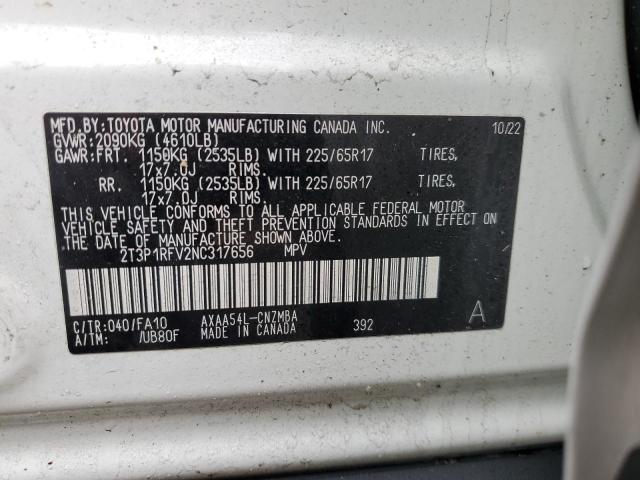 MFD.BY:TOYOTA MOTOR MANUFACTURING CANADA INC. 10/22
GVWR:2090KG (4610LB)
GAWR:FRT. 1150KG (2535LB) WITH 225/65R17 TIRES,
17x7.0J RIMS.
RR. 1150KG (2535LB) WITH 225/65R17 TIRES,
17x7.0J RIMS.
THIS VEHICLE CONFORMS TO ALL APPLICABLE FEDERAL MOTOR
VEHICLE SAFETY AND THEFT PREVENTION STANDARDS IN EFFECT ON
THE DATE OF MANUFACTURE SHOWN ABOVE.
2T3P1RFV2NC317656 MPV
C/TR:040/FA10 AXAA54L-CNZMBA A
A/TM: /UB80F MADE IN CANADA 392